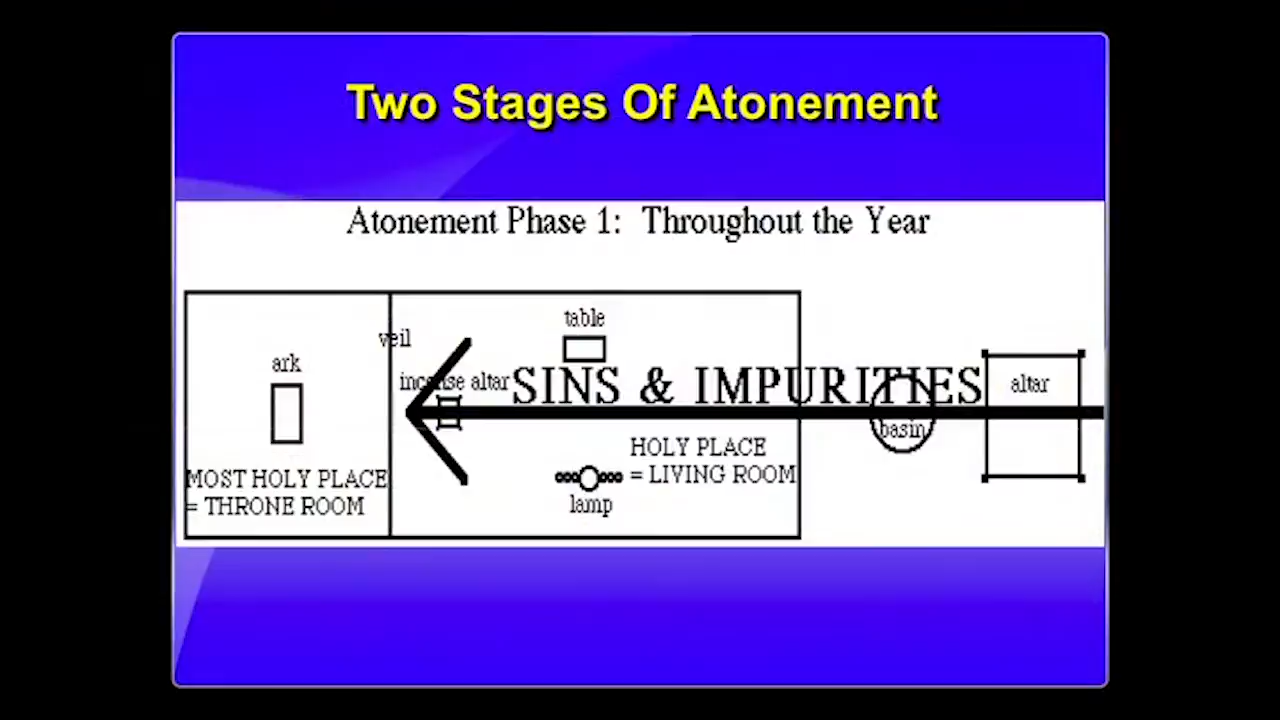 Two Stages Of Atonement
Atonement Phase 1: Throughout the Year
table
veil
ark
incense altar
SINS & IMPURITIES
altar
basin
HOLY PLACE
= LIVING ROOM
MOST HOLY PLACE
= THRONE ROOM
lamp